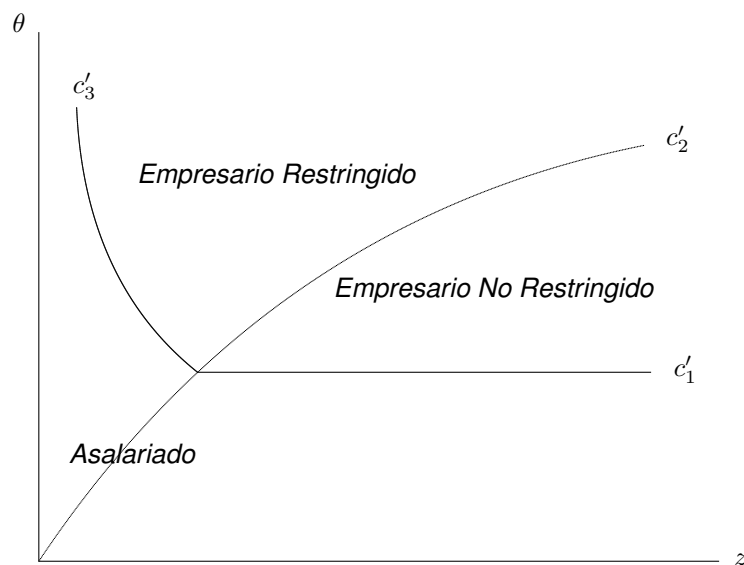 θ
c′₃
c′₂
Empresario Restringido
Empresario No Restringido
c′₁
Asalariado
z